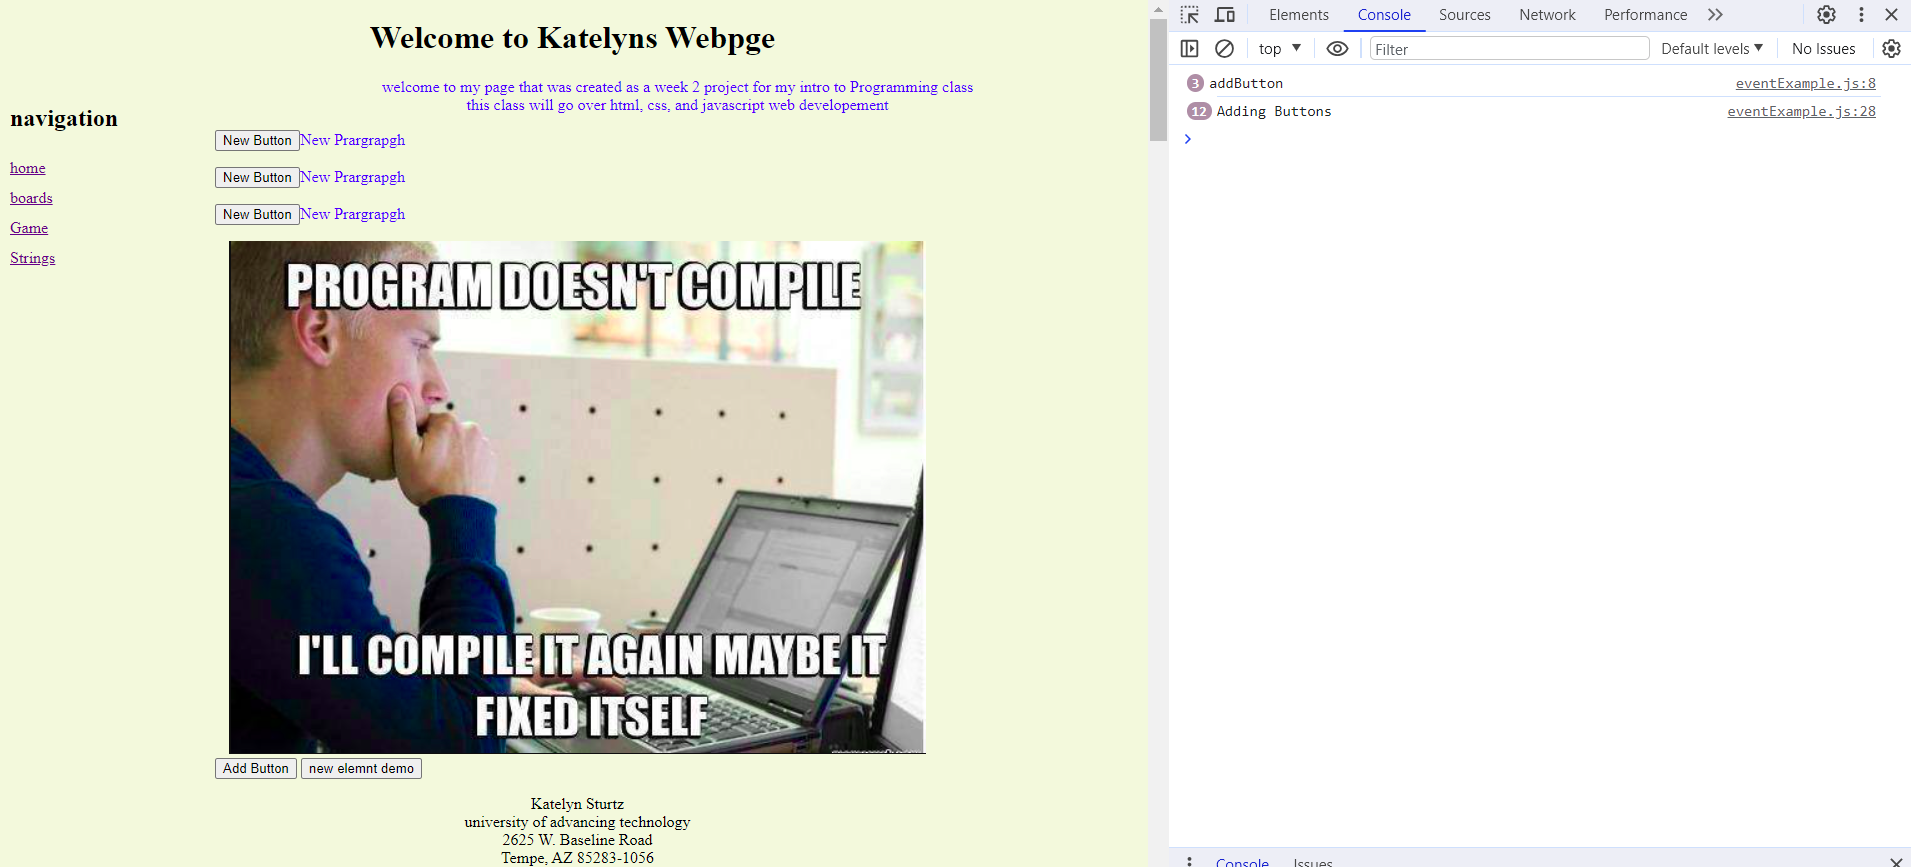 Welcome to Katelyns Webpge
welcome to my page that was created as a week 2 project for my intro to Programming class
this class will go over html, css, and javascript web developement
navigation
home
boards
Game
Strings
New Button New Prargrapgh
New Button New Prargrapgh
New Button New Prargrapgh
PROGRAM DOESN'T COMPILE
I'LL COMPILE IT AGAIN MAYBE IT
FIXED ITSELF
Add Button new elemnt demo
Katelyn Sturtz
university of advancing technology
2625 W. Baseline Road
Tempe, AZ 85283-1056
Elements Console Sources Network Performance
top Filter Default levels No Issues
3 addButton eventExample.js:8
12 Adding Buttons eventExample.js:28
Console Issues